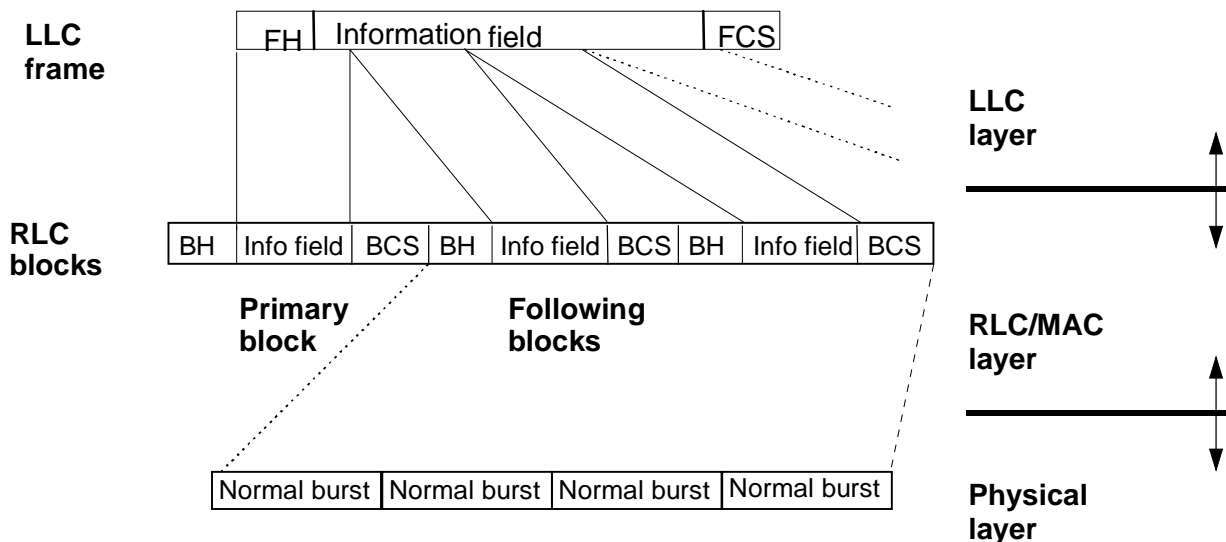 LLC
frame
FH Information field FCS
LLC
layer
RLC
blocks
BH Info field BCS BH Info field BCS BH Info field BCS
Primary
block
Following
blocks
RLC/MAC
layer
Normal burst Normal burst Normal burst Normal burst
Physical
layer